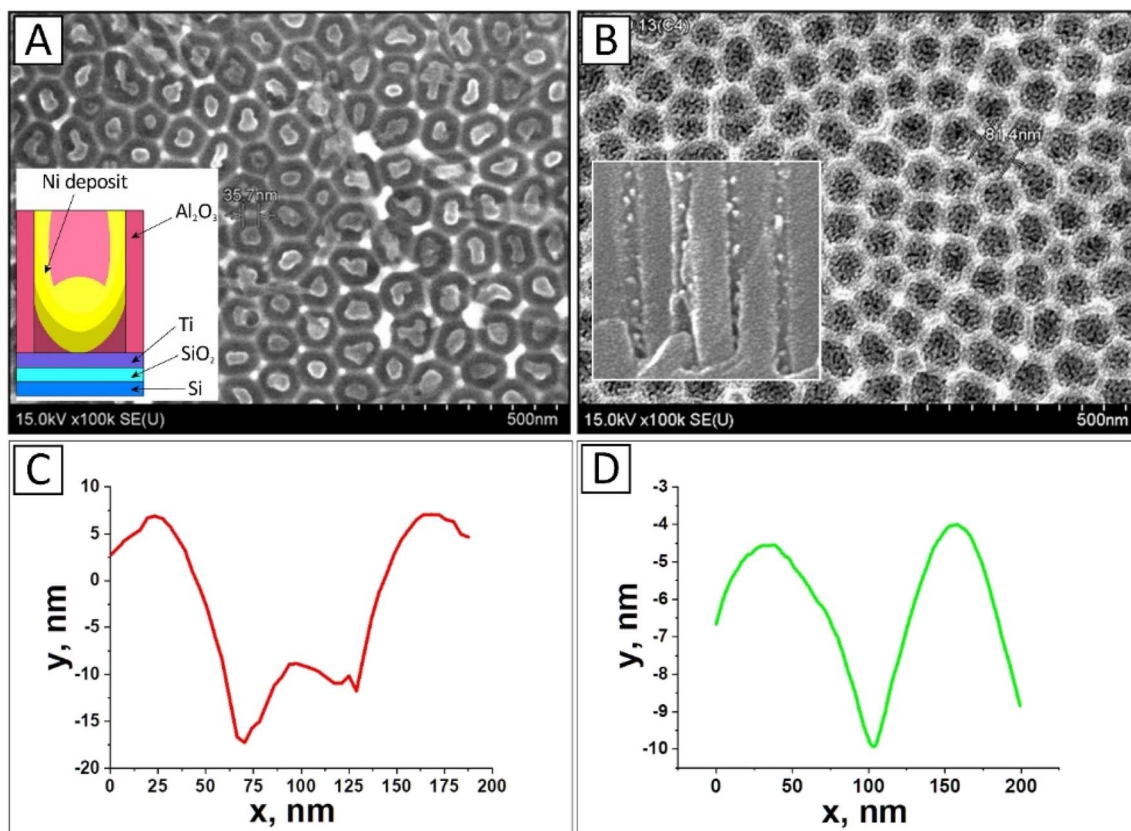 A
35.7nm
Ni deposit
Al₂O₃
Ti
SiO₂
Si
15.0kV x100k SE(U)
500nm
B
13(C4)
81.4nm
15.0kV x100k SE(U)
500nm
C
10
5
0
-5
-10
-15
-20
0
25
50
75
100
125
150
175
200
y, nm
x, nm
D
-3
-4
-5
-6
-7
-8
-9
-10
0
50
100
150
200
y, nm
x, nm